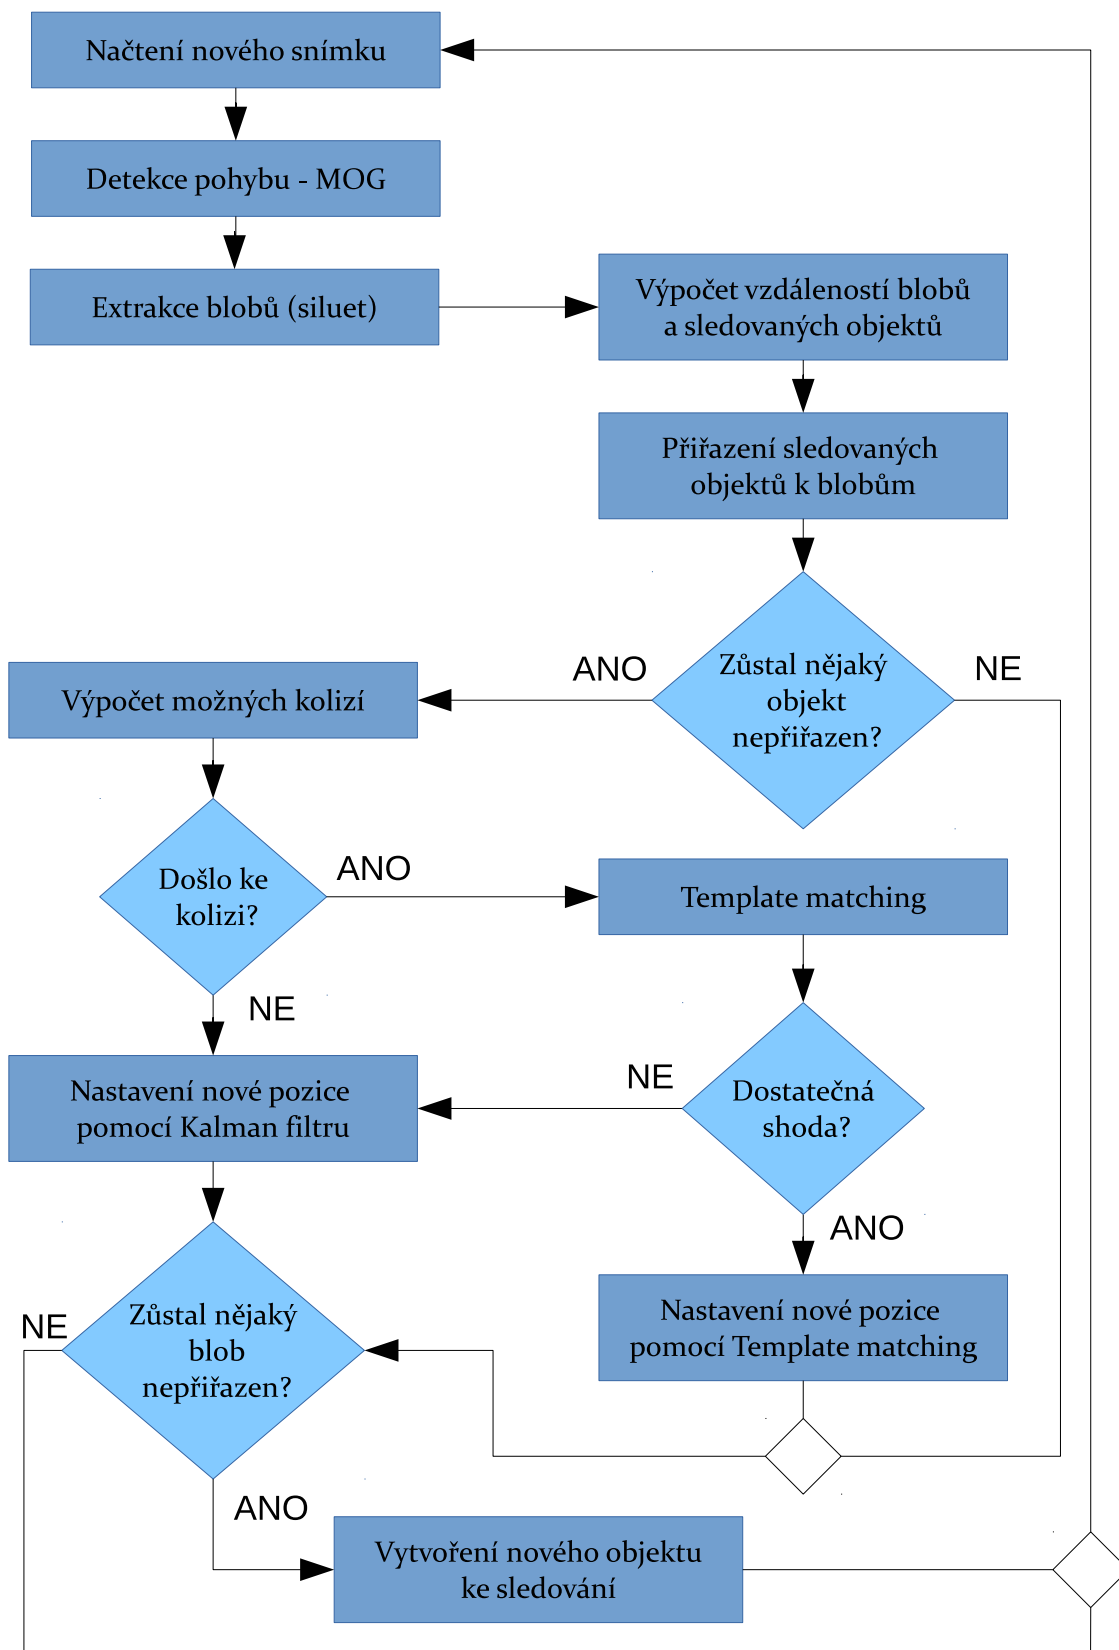 Načtení nového snímku
Detekce pohybu - MOG
Extrakce blobů (siluet)
Výpočet vzdáleností blobů
a sledovaných objektů
Přiřazení sledovaných
objektů k blobům
Zůstal nějaký
objekt
nepřiřazen?
ANO
NE
Výpočet možných kolizí
Došlo ke
kolizi?
ANO
NE
Template matching
Dostatečná
shoda?
NE
ANO
Nastavení nové pozice
pomocí Kalman filtru
Nastavení nové pozice
pomocí Template matching
Zůstal nějaký
blob
nepřiřazen?
NE
ANO
Vytvoření nového objektu
ke sledování